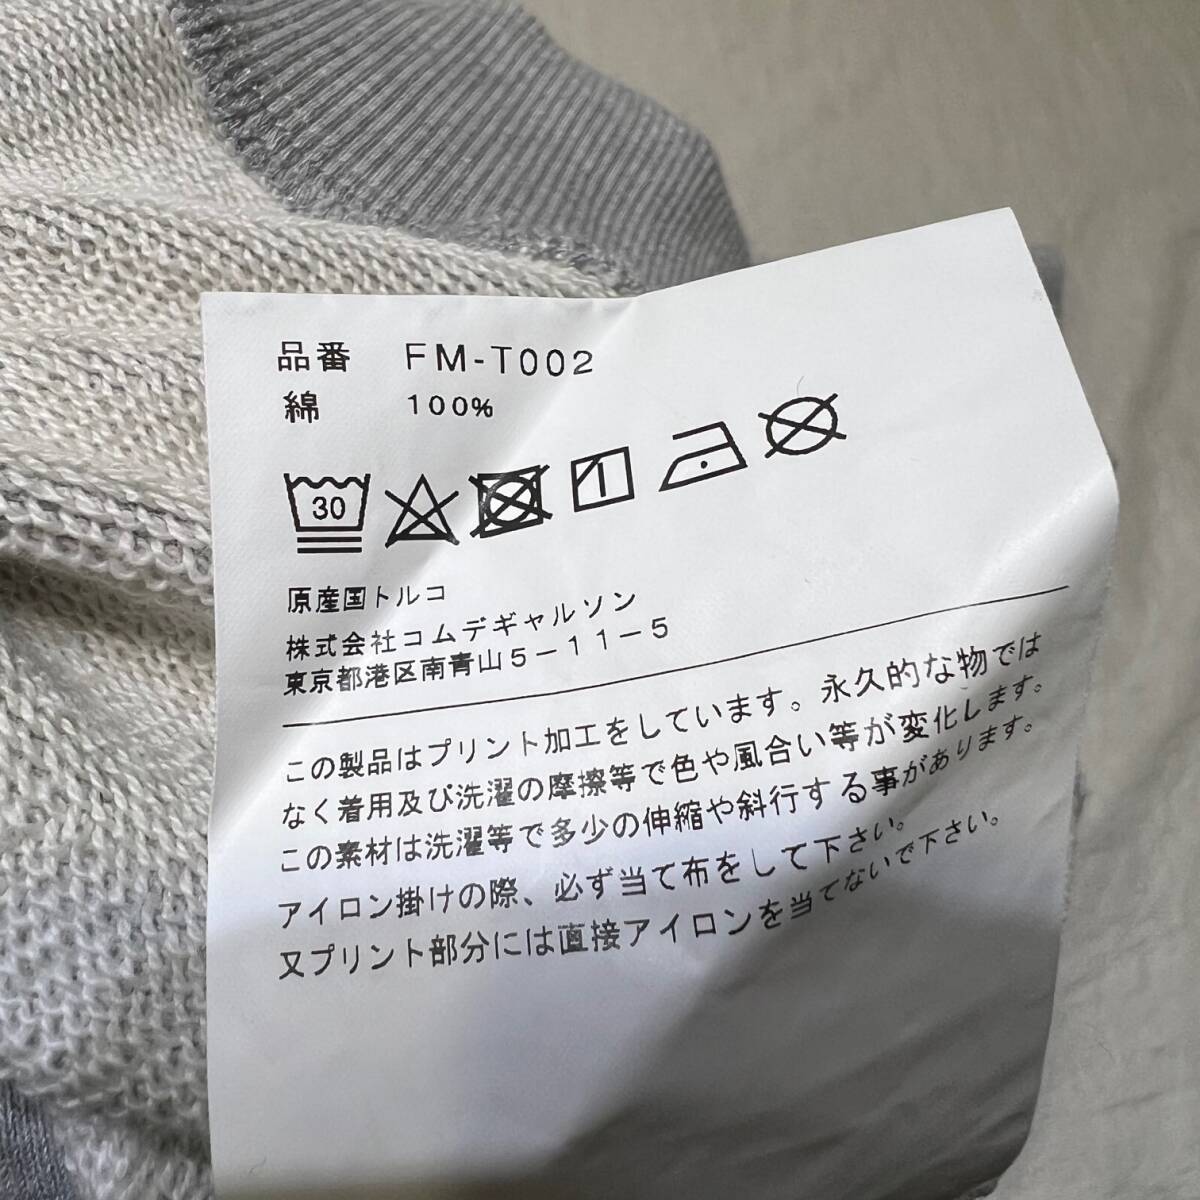 品番 FM-T002
綿 100%
30
原産国トルコ
株式会社コムデギャルソン
東京都港区南青山5-11-5
この製品はプリント加工をしています。永久的な物では
なく着用及び洗濯の摩擦等で色や風合い等が変化します。
この素材は洗濯等で多少の伸縮や斜行する事があります。
アイロン掛けの際、必ず当て布をして下さい。
又プリント部分には直接アイロンを当てないで下さい。